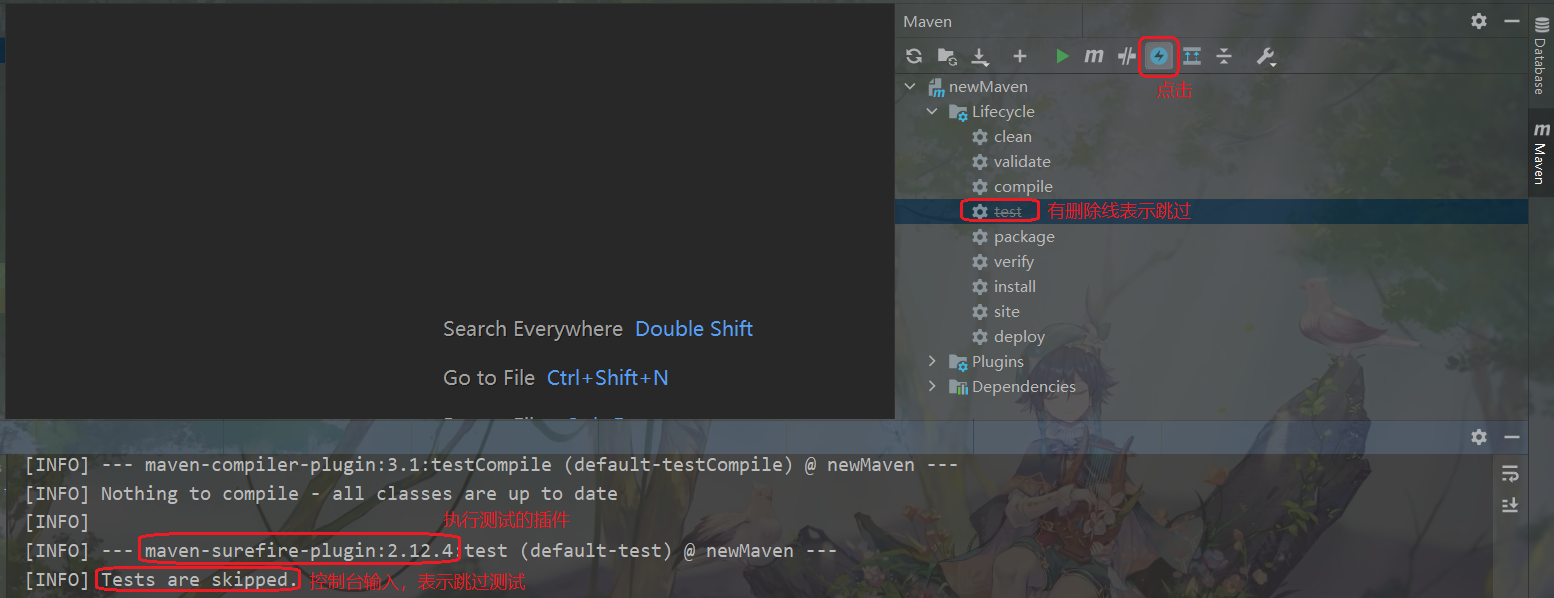 Maven
点击
newMaven
Lifecycle
clean
validate
compile
test 有删除线表示跳过
package
verify
install
site
deploy
Plugins
Dependencies
Database
m Maven
Search Everywhere Double Shift
Go to File Ctrl+Shift+N
[INFO] --- maven-compiler-plugin:3.1:testCompile (default-testCompile) @ newMaven ---
[INFO] Nothing to compile - all classes are up to date
[INFO]
执行测试的插件
[INFO] --- maven-surefire-plugin:2.12.4:test (default-test) @ newMaven ---
[INFO] Tests are skipped. 控制台输入，表示跳过测试